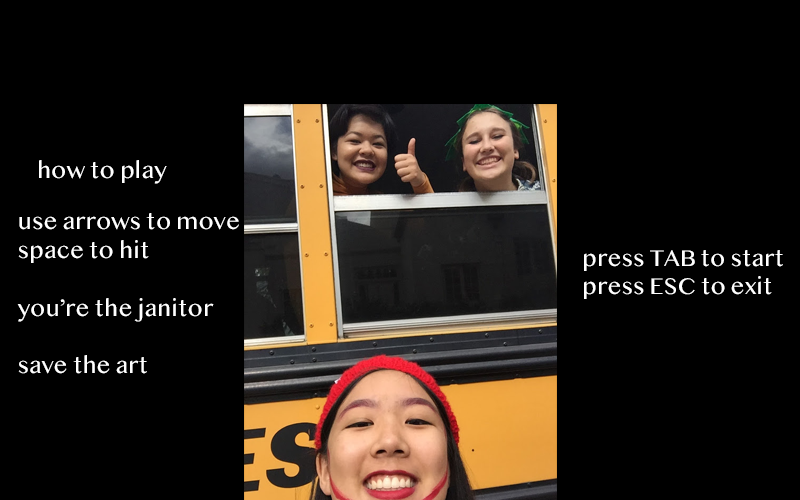 how to play
use arrows to move
space to hit
you’re the janitor
save the art
press TAB to start
press ESC to exit
ES